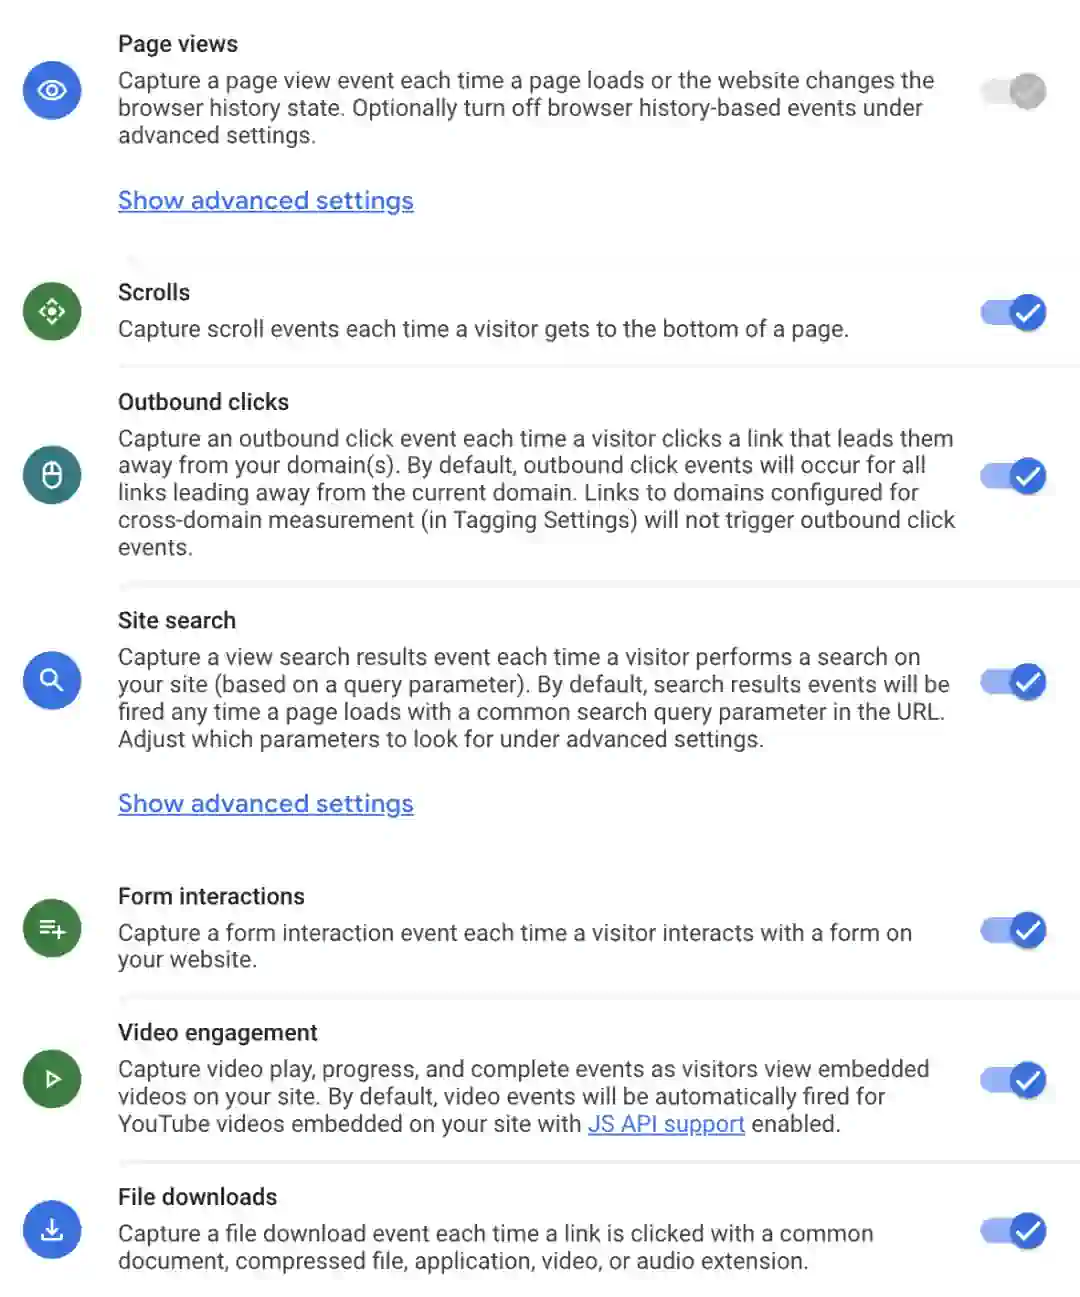 Page views
Capture a page view event each time a page loads or the website changes the
browser history state. Optionally turn off browser history-based events under
advanced settings.
Show advanced settings
Scrolls
Capture scroll events each time a visitor gets to the bottom of a page.
Outbound clicks
Capture an outbound click event each time a visitor clicks a link that leads them
away from your domain(s). By default, outbound click events will occur for all
links leading away from the current domain. Links to domains configured for
cross-domain measurement (in Tagging Settings) will not trigger outbound click
events.
Site search
Capture a view search results event each time a visitor performs a search on
your site (based on a query parameter). By default, search results events will be
fired any time a page loads with a common search query parameter in the URL.
Adjust which parameters to look for under advanced settings.
Show advanced settings
Form interactions
Capture a form interaction event each time a visitor interacts with a form on
your website.
Video engagement
Capture video play, progress, and complete events as visitors view embedded
videos on your site. By default, video events will be automatically fired for
YouTube videos embedded on your site with JS API support enabled.
File downloads
Capture a file download event each time a link is clicked with a common
document, compressed file, application, video, or audio extension.